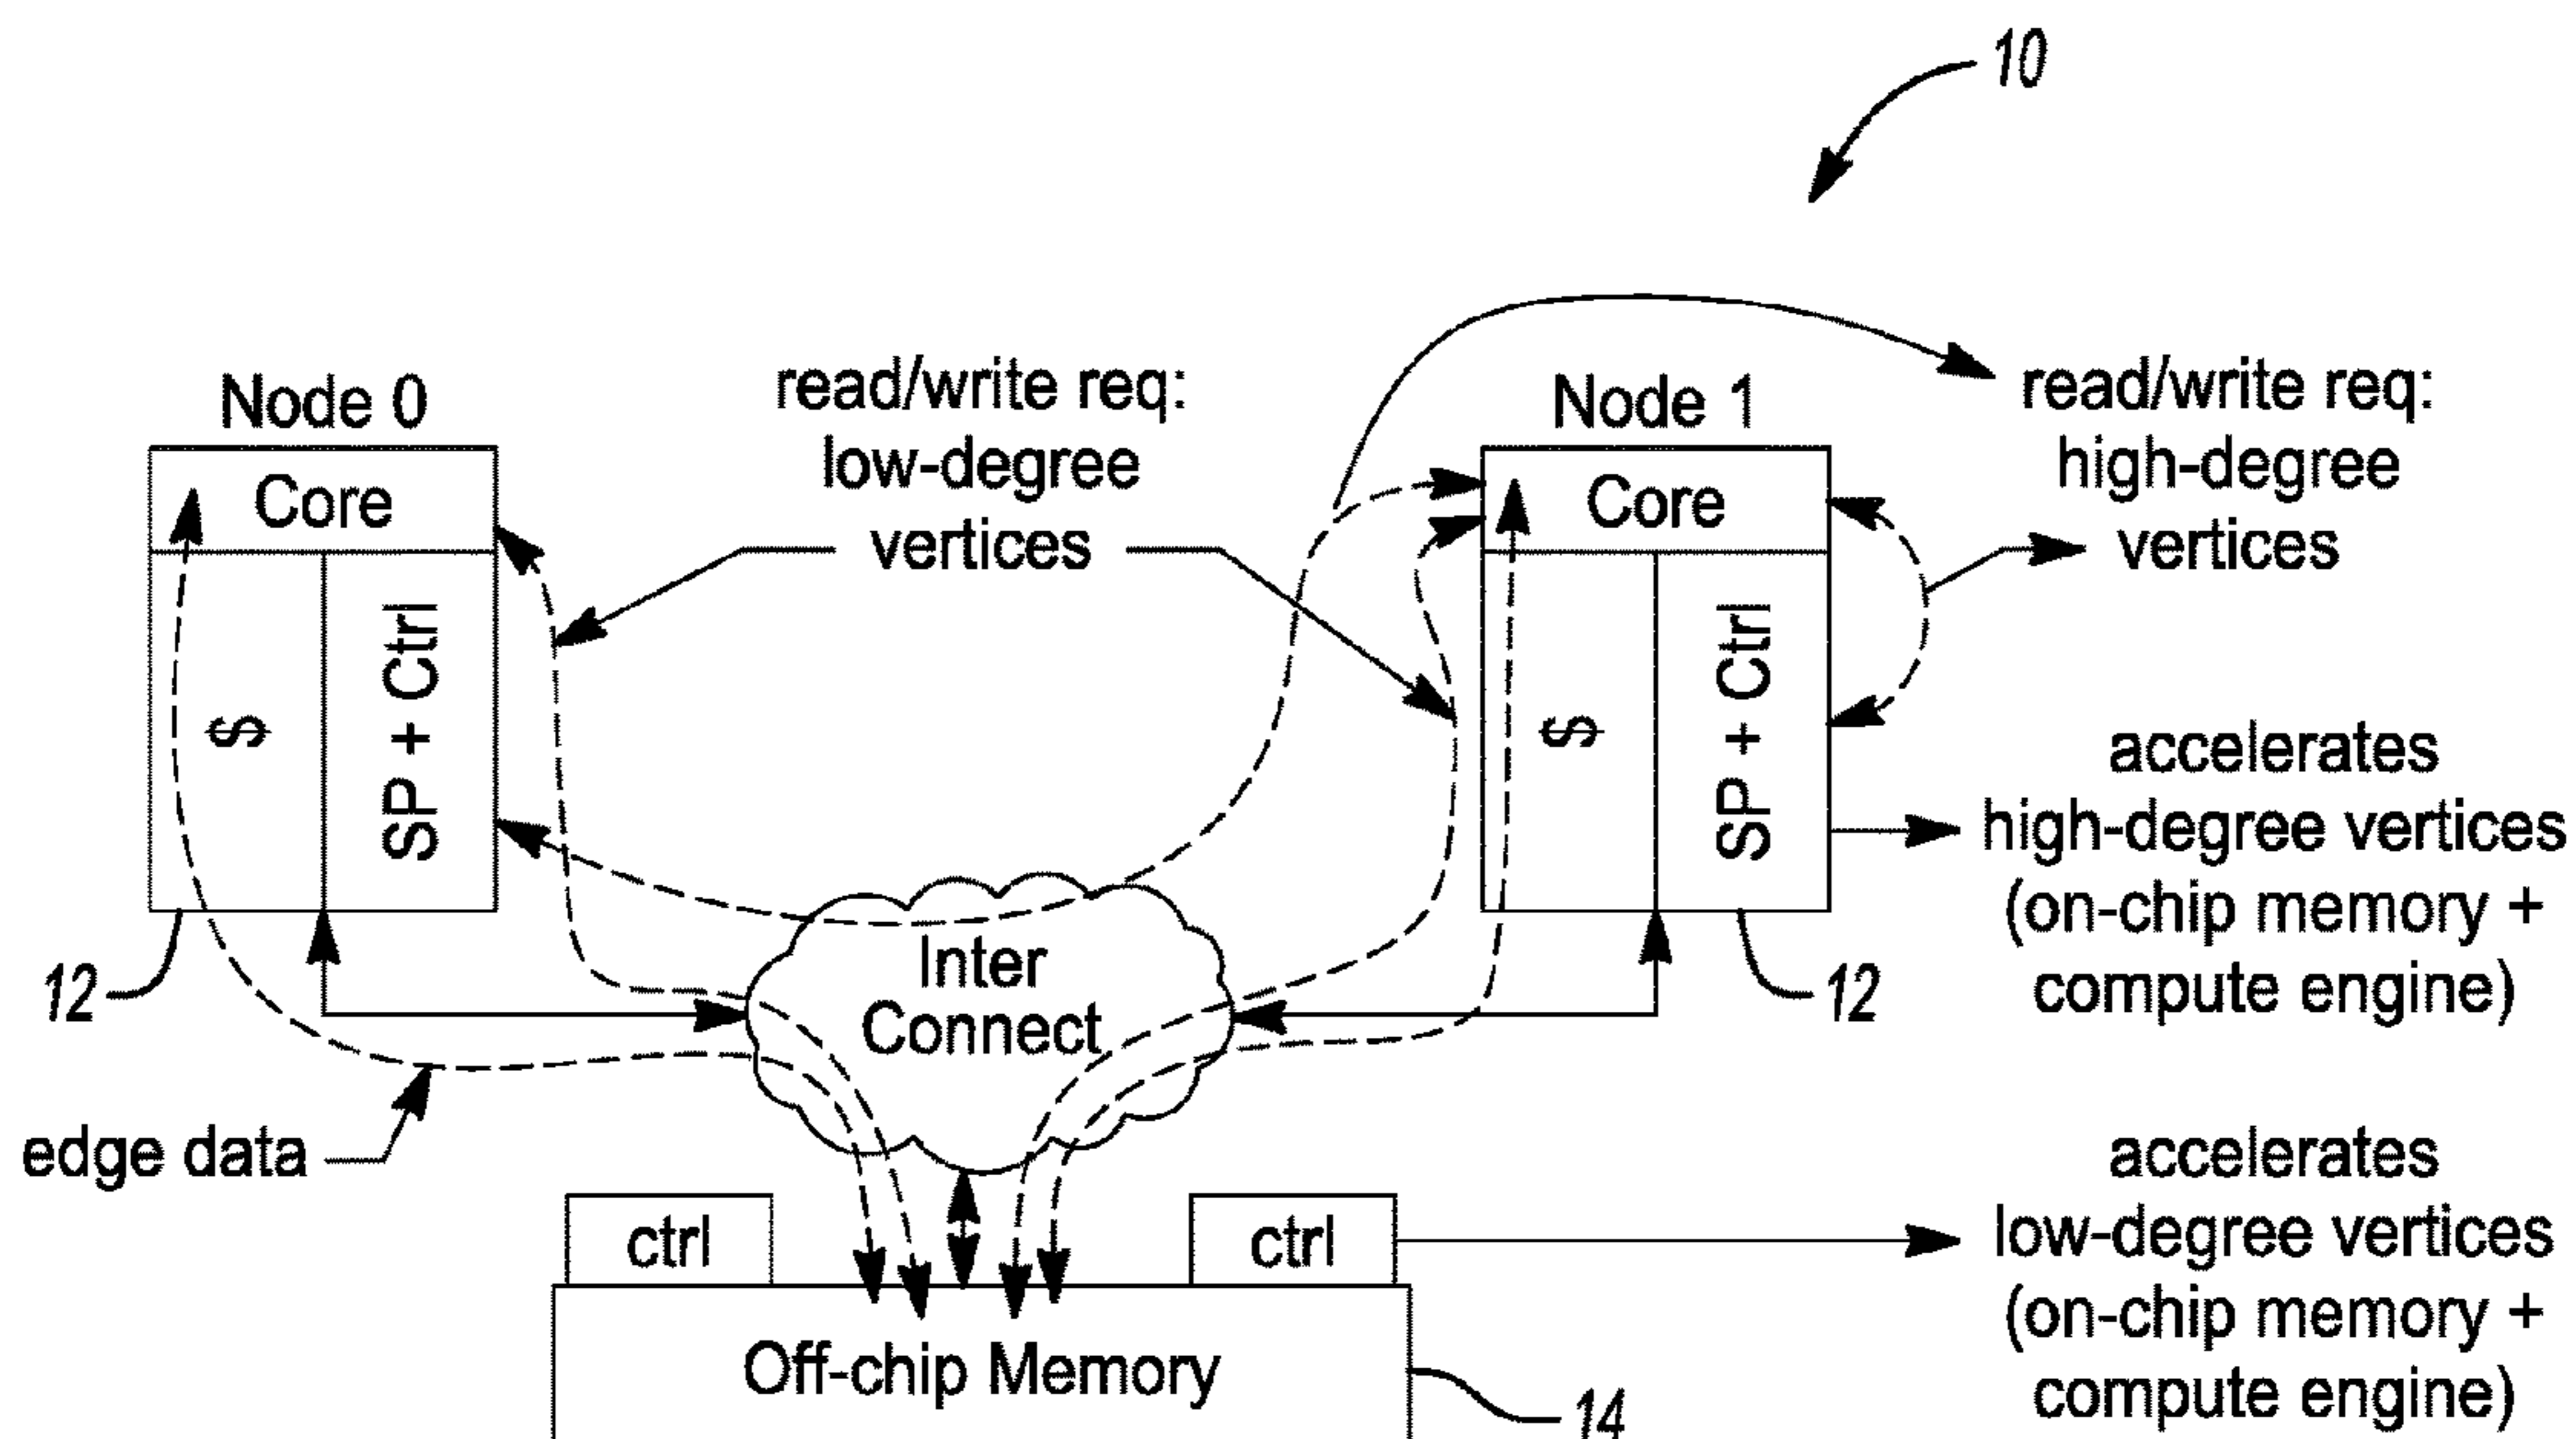 10
Node 0
Core
$
SP + Ctrl
12
read/write req:
low-degree
vertices
Node 1
Core
$
SP + Ctrl
12
read/write req:
high-degree
vertices
accelerates
high-degree vertices
(on-chip memory +
compute engine)
Inter
Connect
edge data
ctrl
ctrl
Off-chip Memory
14
accelerates
low-degree vertices
(on-chip memory +
compute engine)